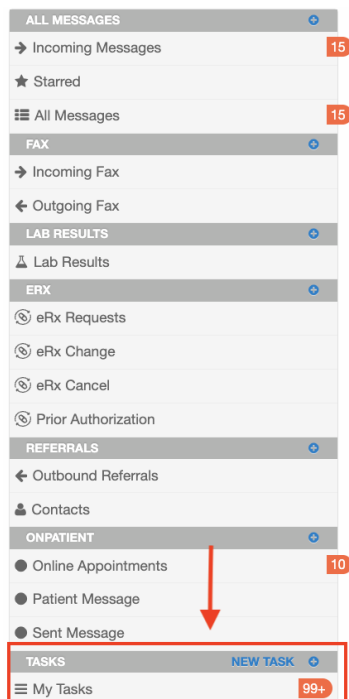 ALL MESSAGES
Incoming Messages 15
Starred
All Messages 15
FAX
Incoming Fax
Outgoing Fax
LAB RESULTS
Lab Results
ERX
eRx Requests
eRx Change
eRx Cancel
Prior Authorization
REFERRALS
Outbound Referrals
Contacts
ONPATIENT
Online Appointments 10
Patient Message
Sent Message
TASKS NEW TASK
My Tasks 99+